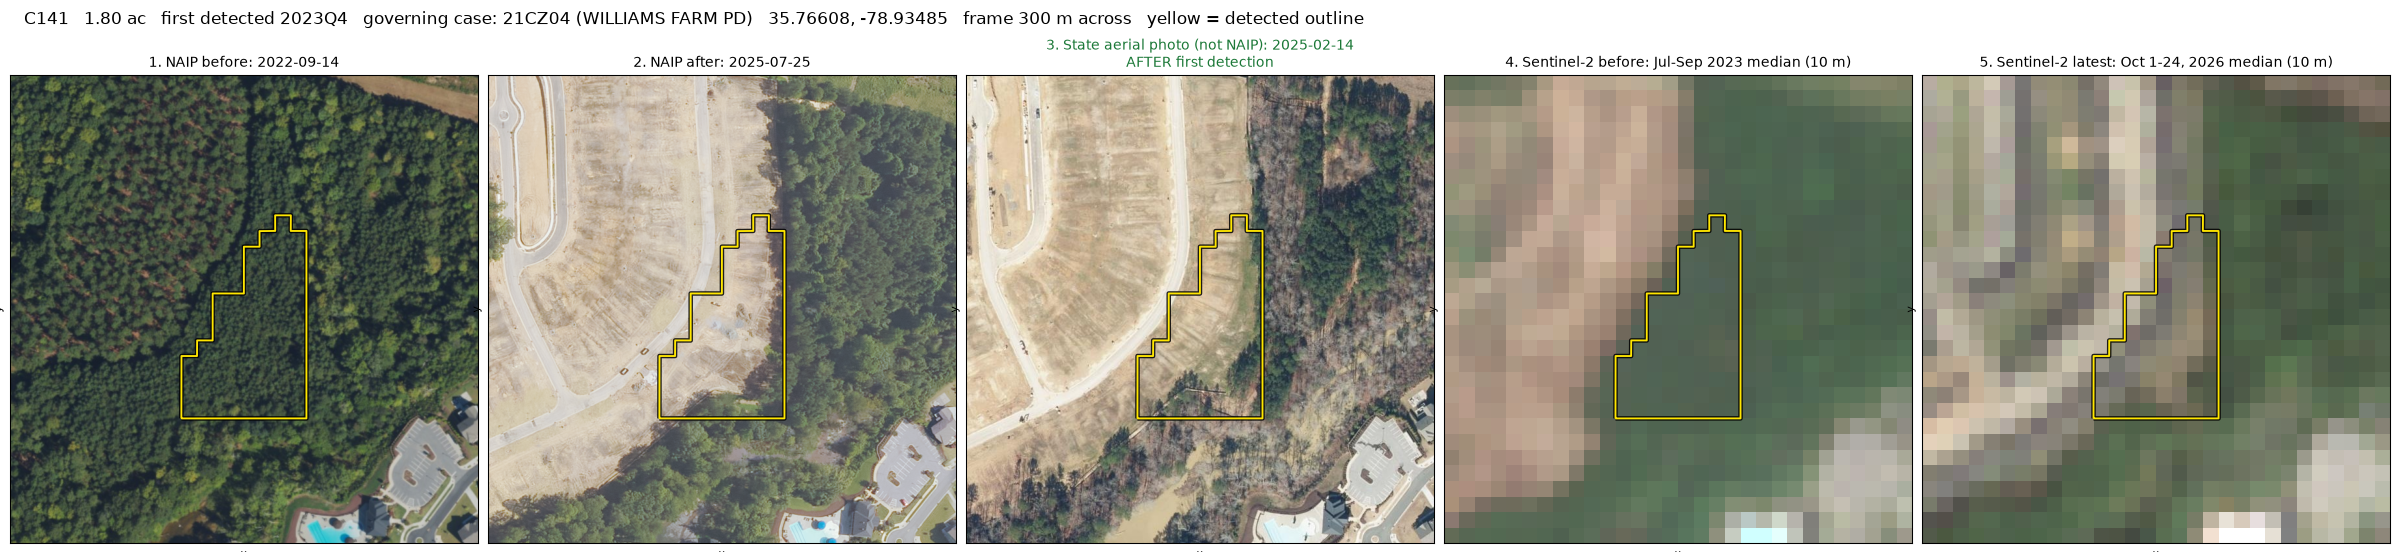 C141   1.80 ac   first detected 2023Q4   governing case: 21CZ04 (WILLIAMS FARM PD)   35.76608, -78.93485   frame 300 m across   yellow = detected outline
1. NAIP before: 2022-09-14
2. NAIP after: 2025-07-25
3. State aerial photo (not NAIP): 2025-02-14
AFTER first detection
4. Sentinel-2 before: Jul-Sep 2023 median (10 m)
5. Sentinel-2 latest: Oct 1-24, 2026 median (10 m)